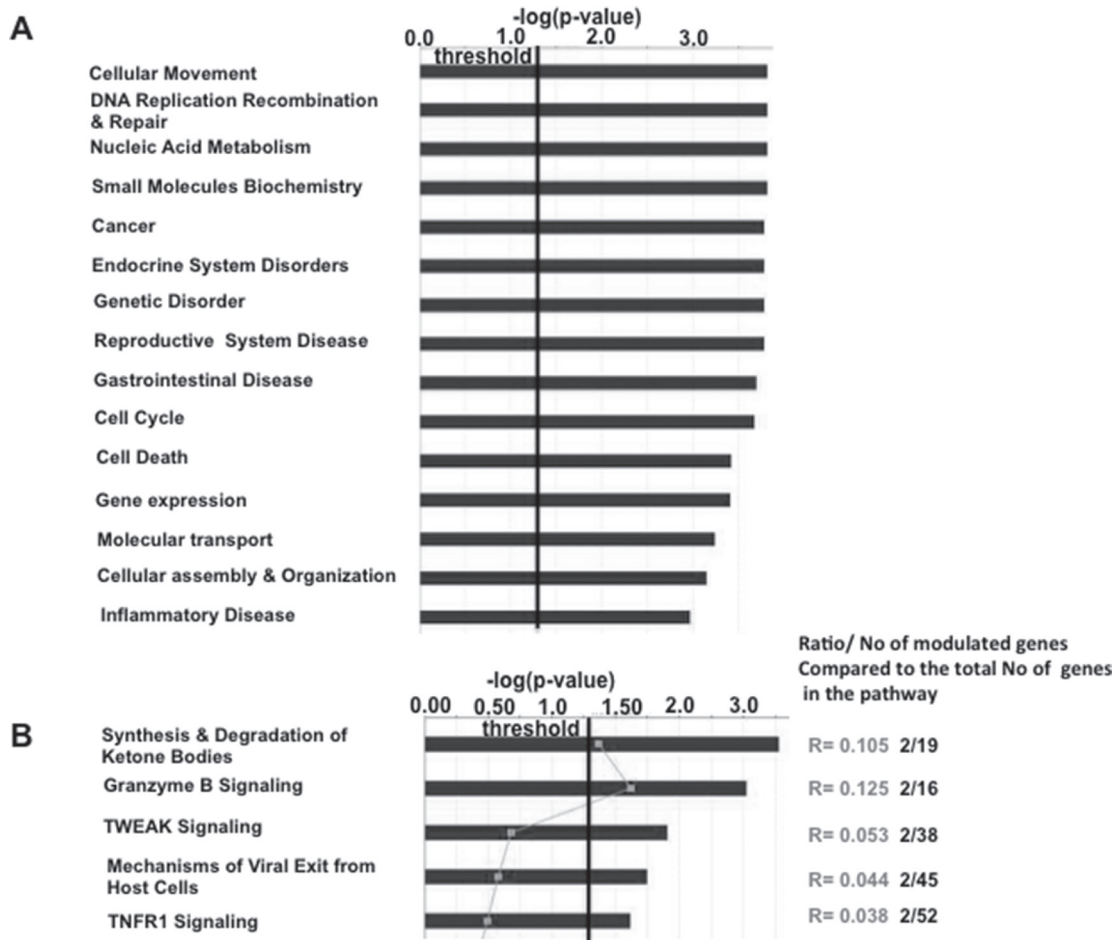 A
-log(p-value)
0.0 1.0 2.0 3.0
threshold
Cellular Movement
DNA Replication Recombination
& Repair
Nucleic Acid Metabolism
Small Molecules Biochemistry
Cancer
Endocrine System Disorders
Genetic Disorder
Reproductive System Disease
Gastrointestinal Disease
Cell Cycle
Cell Death
Gene expression
Molecular transport
Cellular assembly & Organization
Inflammatory Disease
Ratio/ No of modulated genes
Compared to the total No of genes
in the pathway
B
-log(p-value)
0.00 0.50 1.0 1.50 2.0 3.0
threshold
Synthesis & Degradation of
Ketone Bodies
R= 0.105 2/19
Granzyme B Signaling
R= 0.125 2/16
TWEAK Signaling
R= 0.053 2/38
Mechanisms of Viral Exit from
Host Cells
R= 0.044 2/45
TNFR1 Signaling
R= 0.038 2/52